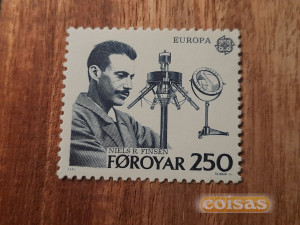 EUROPA
NIELS R. FINSEN
FØROYAR 250
coisas